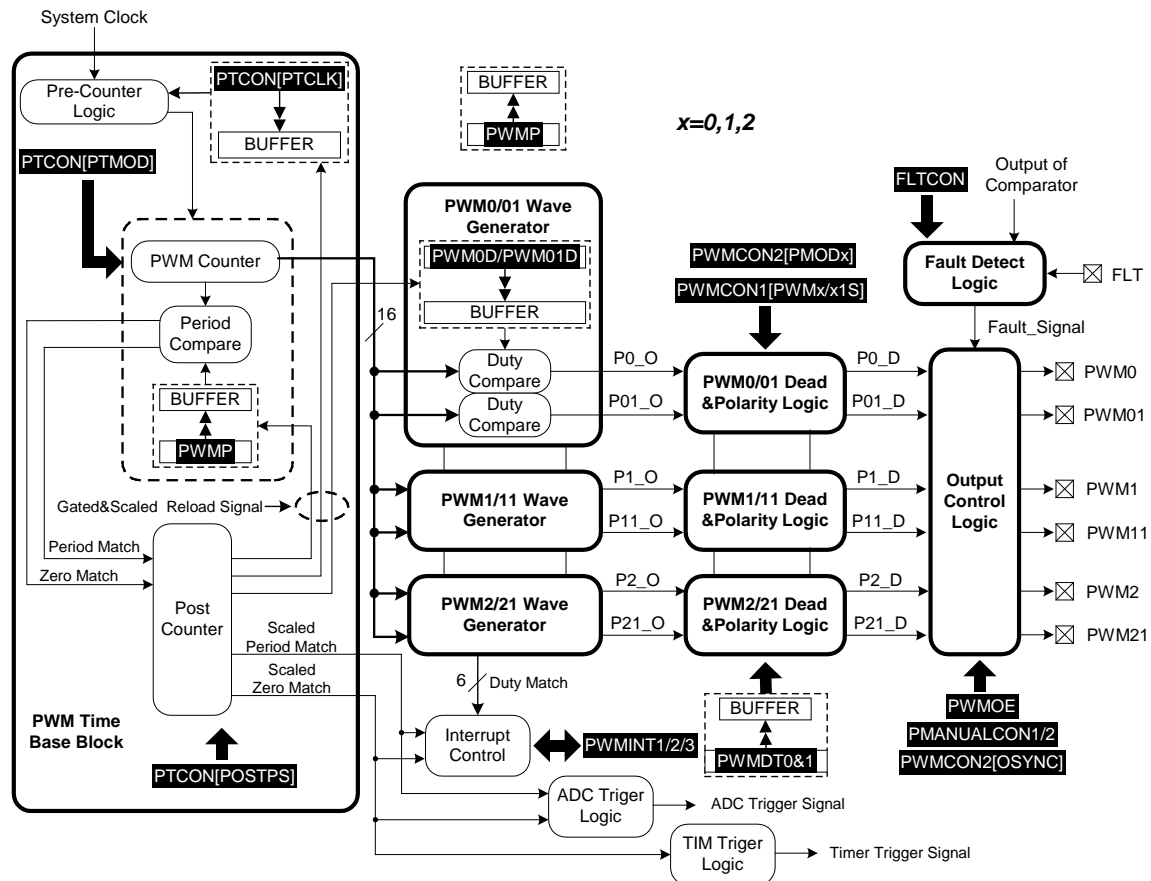 System Clock
Pre-Counter
Logic
PTCON[PTCLK]
BUFFER
PTCON[PTMOD]
PWM Counter
Period
Compare
BUFFER
PWMP
Gated&Scaled Reload Signal
Period Match
Zero Match
Post
Counter
PWM Time
Base Block
PTCON[POSTPS]
BUFFER
PWMP
x=0,1,2
PWM0/01 Wave
Generator
PWM0D/PWM01D
BUFFER
16
Duty
Compare
Duty
Compare
P0_O
P01_O
PWM1/11 Wave
Generator
P1_O
P11_O
PWM2/21 Wave
Generator
P2_O
P21_O
Scaled
Period Match
Scaled
Zero Match
6
Duty Match
Interrupt
Control
PWMINT1/2/3
ADC Triger
Logic
ADC Trigger Signal
TIM Triger
Logic
Timer Trigger Signal
PWMCON2[PMODx]
PWMCON1[PWMx/x1S]
PWM0/01 Dead
&Polarity Logic
P0_D
P01_D
PWM1/11 Dead
&Polarity Logic
P1_D
P11_D
PWM2/21 Dead
&Polarity Logic
P2_D
P21_D
BUFFER
PWMDT0&1
FLTCON
Output of
Comparator
Fault Detect
Logic
FLT
Fault_Signal
Output
Control
Logic
PWM0
PWM01
PWM1
PWM11
PWM2
PWM21
PWMOE
PMANUALCON1/2
PWMCON2[OSYNC]